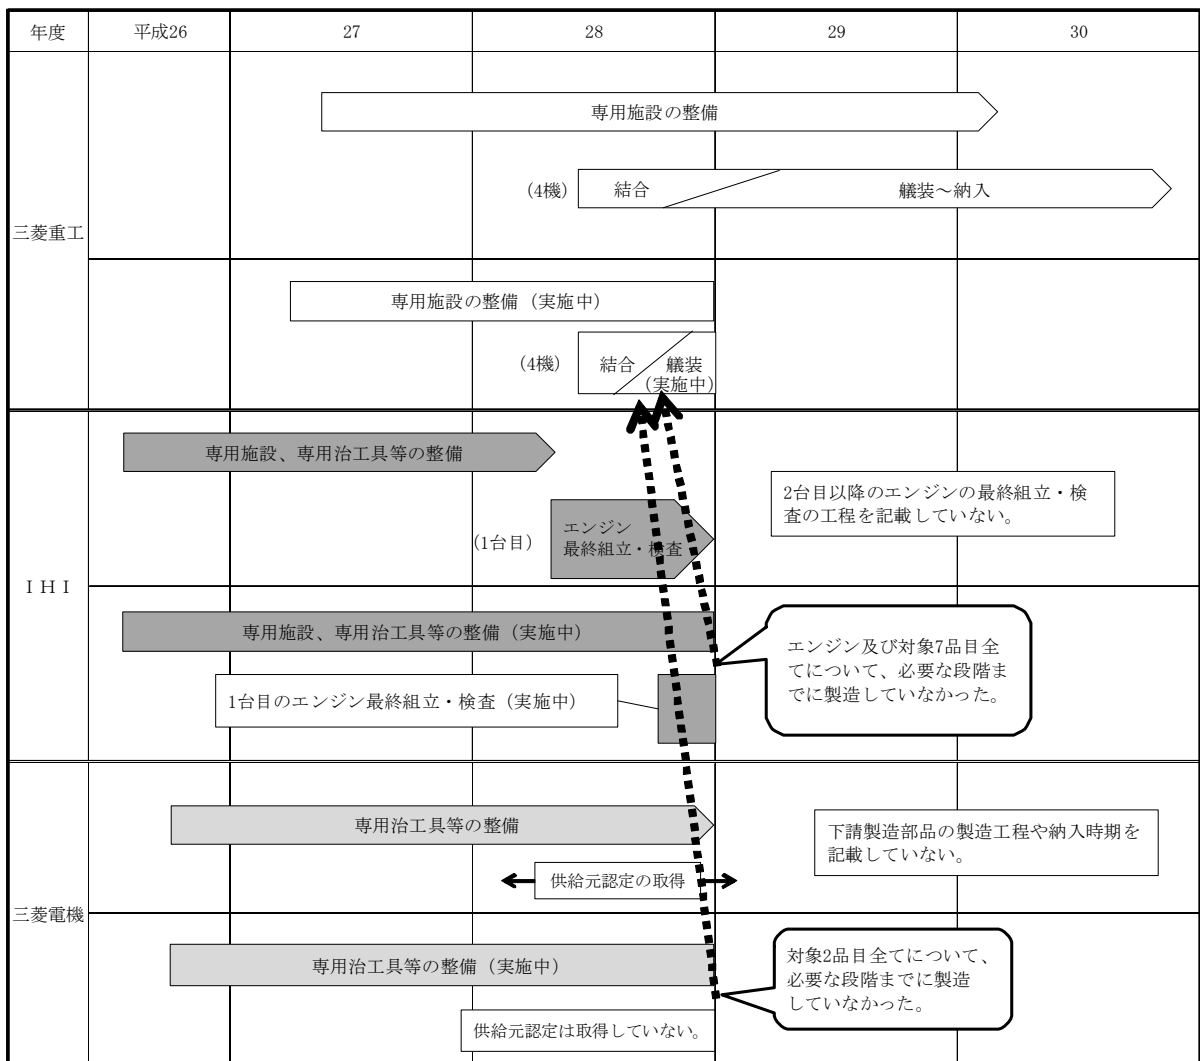 年度
平成26
27
28
29
30
三菱重工
専用施設の整備
(4機)
結合
艤装～納入
専用施設の整備（実施中）
(4機)
結合
艤装
(実施中)
ＩＨＩ
専用施設、専用治工具等の整備
(1台目)
エンジン
最終組立・検査
2台目以降のエンジンの最終組立・検
査の工程を記載していない。
専用施設、専用治工具等の整備（実施中）
1台目のエンジン最終組立・検査（実施中）
エンジン及び対象7品目全
てについて、必要な段階ま
でに製造していなかった。
三菱電機
専用治工具等の整備
下請製造部品の製造工程や納入時期を
記載していない。
供給元認定の取得
専用治工具等の整備（実施中）
対象2品目全てについて、
必要な段階までに製造
していなかった。
供給元認定は取得していない。